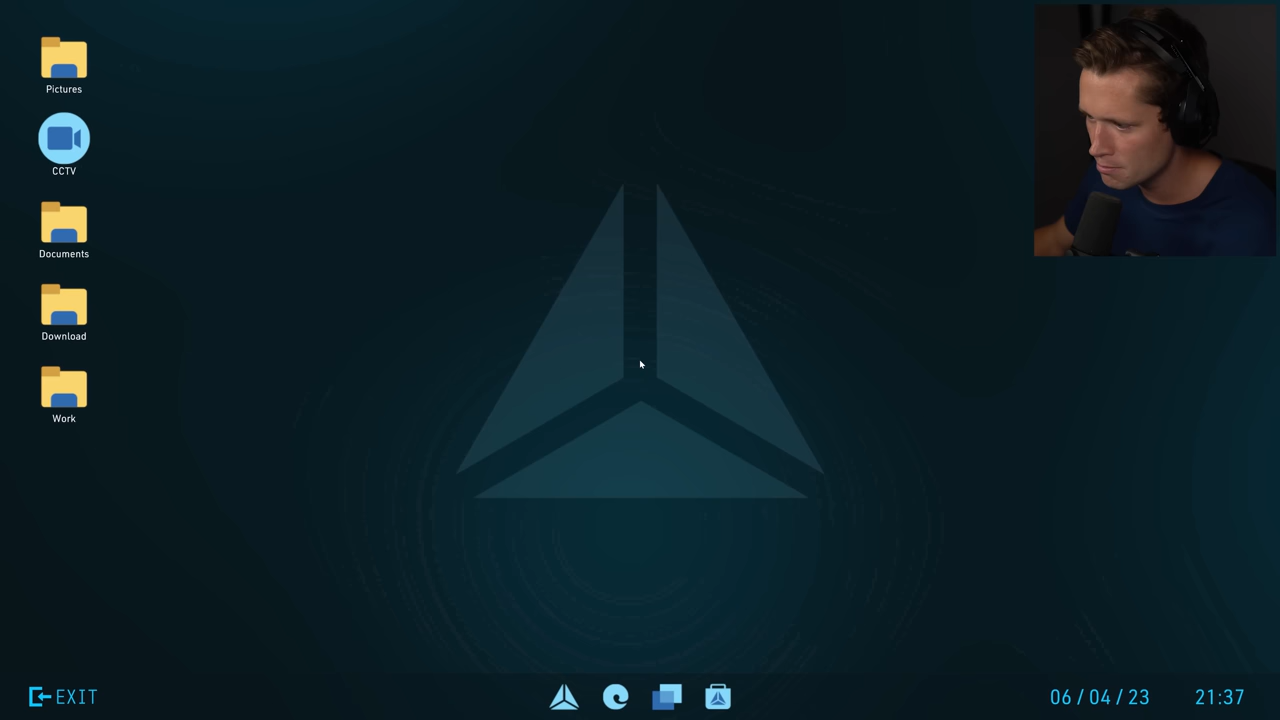 Pictures
CCTV
Documents
Download
Work
EXIT
06 / 04 / 23
21:37